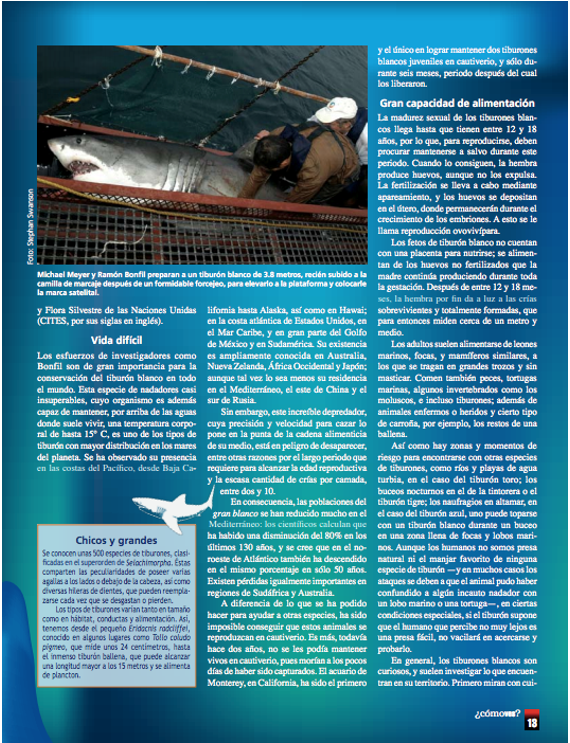 Foto: Stephan Swanson
Michael Meyer y Ramón Bonfil preparan a un tiburón blanco de 3.8 metros, recién subido a la
camilla de marcaje después de un formidable forcejeo, para elevarlo a la plataforma y colocarle
la marca satelital.
y Flora Silvestre de las Naciones Unidas
(CITES, por sus siglas en inglés).
Vida difícil
Los esfuerzos de investigadores como
Bonfil son de gran importancia para la
conservación del tiburón blanco en todo
el mundo. Esta especie de nadadores casi
insuperables, cuyo organismo es además
capaz de mantener, por arriba de las aguas
donde suele vivir, una temperatura corpo-
ral de hasta 15° C, es uno de los tipos de
tiburón con mayor distribución en los mares
del planeta. Se ha observado su presencia
en las costas del Pacífico, desde Baja Ca-
lifornia hasta Alaska, así como en Hawai;
en la costa atlántica de Estados Unidos, en
el Mar Caribe, y en gran parte del Golfo
de México y en Sudamérica. Su existencia
es ampliamente conocida en Australia,
Nueva Zelanda, África Occidental y Japón;
aunque tal vez lo sea menos su residencia
en el Mediterráneo, el este de China y el
sur de Rusia.
Sin embargo, este increíble depredador,
cuya precisión y velocidad para cazar lo
pone en la punta de la cadena alimenticia
de su medio, está en peligro de desaparecer,
entre otras razones por el largo periodo que
requiere para alcanzar la edad reproductiva
y la escasa cantidad de crías por camada,
entre dos y 10.
En consecuencia, las poblaciones del
gran blanco se han reducido mucho en el
Mediterráneo: los científicos calculan que
ha habido una disminución del 80% en los
últimos 130 años, y se cree que en el no-
roeste de Atlántico también ha descendido
en el mismo porcentaje en sólo 50 años.
Existen pérdidas igualmente importantes en
regiones de Sudáfrica y Australia.
A diferencia de lo que se ha podido
hacer para ayudar a otras especies, ha sido
imposible conseguir que estos animales se
reproduzcan en cautiverio. Es más, todavía
hace dos años, no se les podía mantener
vivos en cautiverio, pues morían a los pocos
días de haber sido capturados. El acuario de
Monterey, en California, ha sido el primero
y el único en lograr mantener dos tiburones
blancos juveniles en cautiverio, y sólo du-
rante seis meses, periodo después del cual
los liberaron.
Gran capacidad de alimentación
La madurez sexual de los tiburones blan-
cos llega hasta que tienen entre 12 y 18
años, por lo que, para reproducirse, deben
procurar mantenerse a salvo durante este
periodo. Cuando lo consiguen, la hembra
produce huevos, aunque no los expulsa.
La fertilización se lleva a cabo mediante
apareamiento, y los huevos se depositan
en el útero, donde permanecerán durante el
crecimiento de los embriones. A esto se le
llama reproducción ovovivípara.
Los fetos de tiburón blanco no cuentan
con una placenta para nutrirse; se alimen-
tan de los huevos no fertilizados que la
madre continúa produciendo durante toda
la gestación. Después de entre 12 y 18 me-
ses, la hembra por fin da a luz a las crías
sobrevivientes y totalmente formadas, que
para entonces miden cerca de un metro y
medio.
Los adultos suelen alimentarse de leones
marinos, focas, y mamíferos similares, a
los que se tragan en grandes trozos y sin
masticar. Comen también peces, tortugas
marinas, algunos invertebrados como los
moluscos, e incluso tiburones; además de
animales enfermos o heridos y cierto tipo
de carroña, por ejemplo, los restos de una
ballena.
Así como hay zonas y momentos de
riesgo para encontrarse con otras especies
de tiburones, como ríos y playas de agua
turbia, en el caso del tiburón toro; los
buceos nocturnos en el de la tintorera o el
tiburón tigre; los naufragios en altamar, en
el caso del tiburón azul, uno puede toparse
con un tiburón blanco durante un buceo
en una zona llena de focas y lobos mari-
nos. Aunque los humanos no somos presa
natural ni el manjar favorito de ninguna
especie de tiburón —y en muchos casos los
ataques se deben a que el animal pudo haber
confundido a algún incauto nadador con
un lobo marino o una tortuga—, en ciertas
condiciones especiales, si el tiburón supone
que el humano que percibe no muy lejos es
una presa fácil, no vacilará en acercarse y
probarlo.
En general, los tiburones blancos son
curiosos, y suelen investigar lo que encuen-
tran en su territorio. Primero miran con cui-
Chicos y grandes
Se conocen unas 500 especies de tiburones, clasi-
ficadas en el superorden de Selachimorpha. Éstas
comparten las peculiaridades de poseer varias
agallas a los lados o debajo de la cabeza, así como
diversas hileras de dientes, que pueden reempla-
zarse cada vez que se desgastan o pierden.
Los tipos de tiburones varían tanto en tamaño
como en hábitat, conductas y alimentación. Así,
tenemos desde el pequeño Eridacnis radcliffei,
conocido en algunos lugares como Tollo coludo
pigmeo, que mide unos 24 centímetros, hasta
el inmenso tiburón ballena, que puede alcanzar
una longitud mayor a los 15 metros y se alimenta
de plancton.
¿cómoves?
13